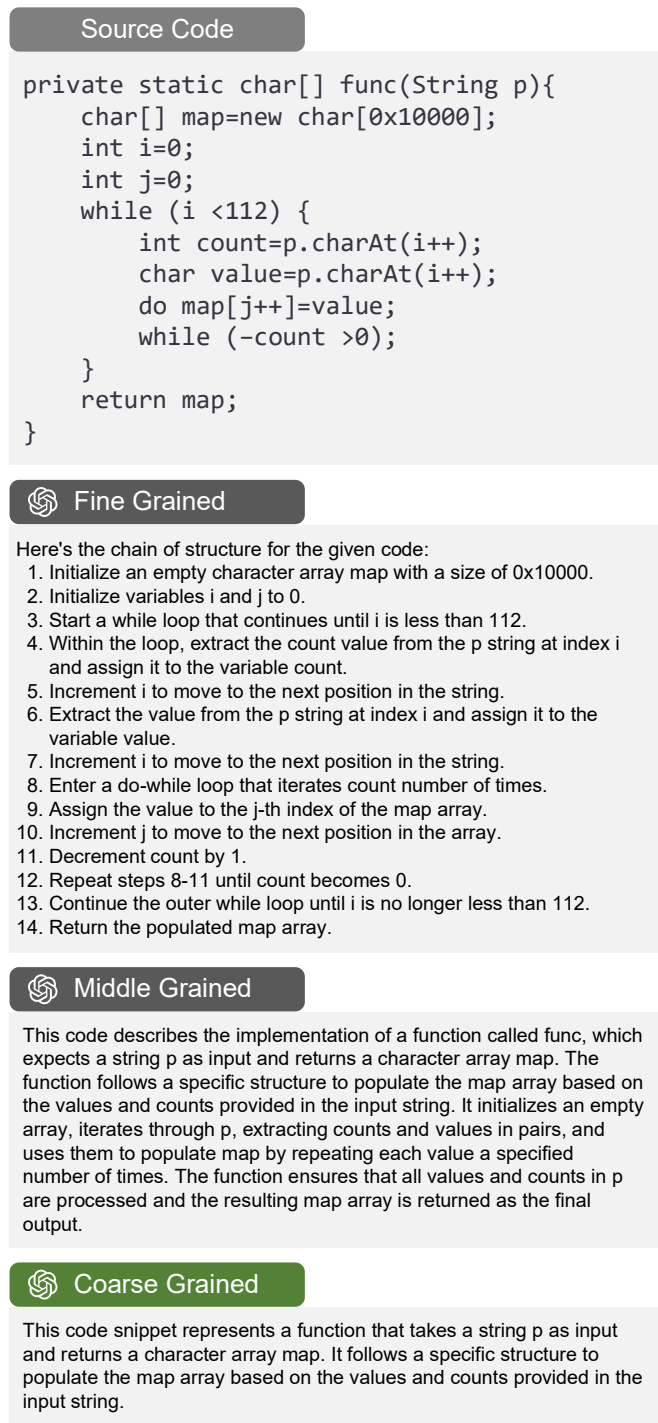 Source Code
private static char[] func(String p){
    char[] map=new char[0x10000];
    int i=0;
    int j=0;
    while (i <112) {
        int count=p.charAt(i++);
        char value=p.charAt(i++);
        do map[j++]=value;
        while (–count >0);
    }
    return map;
}
Fine Grained
Here's the chain of structure for the given code:
1. Initialize an empty character array map with a size of 0x10000.
2. Initialize variables i and j to 0.
3. Start a while loop that continues until i is less than 112.
4. Within the loop, extract the count value from the p string at index i
and assign it to the variable count.
5. Increment i to move to the next position in the string.
6. Extract the value from the p string at index i and assign it to the
variable value.
7. Increment i to move to the next position in the string.
8. Enter a do-while loop that iterates count number of times.
9. Assign the value to the j-th index of the map array.
10. Increment j to move to the next position in the array.
11. Decrement count by 1.
12. Repeat steps 8-11 until count becomes 0.
13. Continue the outer while loop until i is no longer less than 112.
14. Return the populated map array.
Middle Grained
This code describes the implementation of a function called func, which
expects a string p as input and returns a character array map. The
function follows a specific structure to populate the map array based on
the values and counts provided in the input string. It initializes an empty
array, iterates through p, extracting counts and values in pairs, and
uses them to populate map by repeating each value a specified
number of times. The function ensures that all values and counts in p
are processed and the resulting map array is returned as the final
output.
Coarse Grained
This code snippet represents a function that takes a string p as input
and returns a character array map. It follows a specific structure to
populate the map array based on the values and counts provided in the
input string.